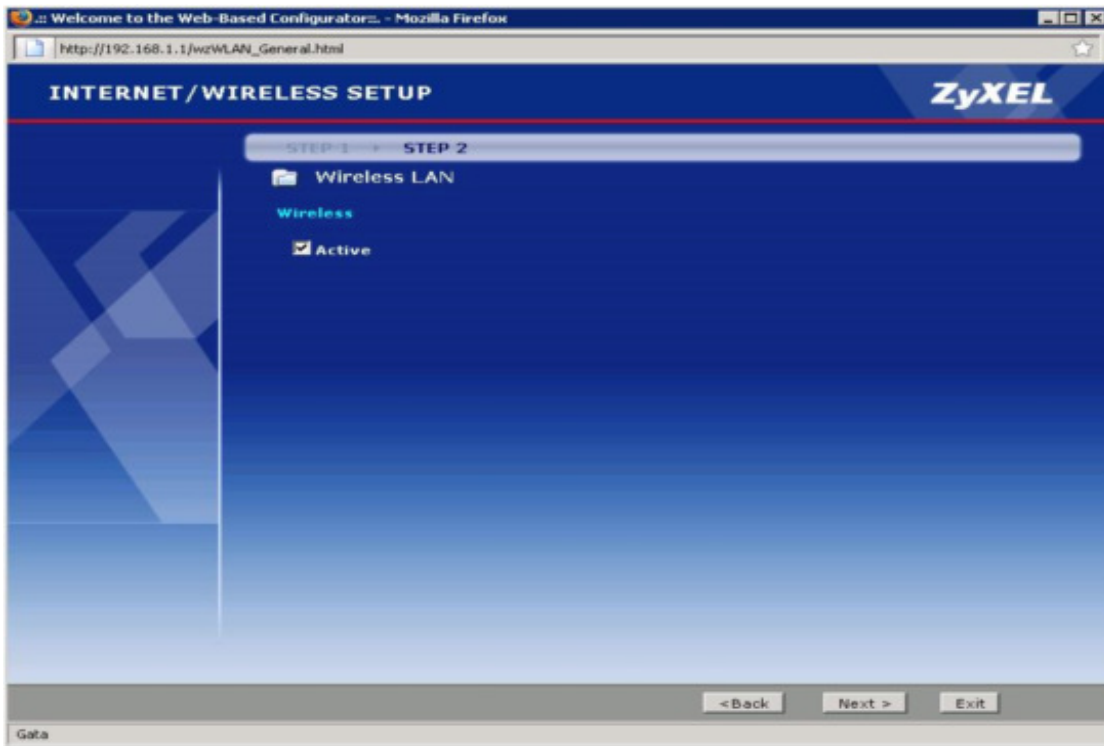 .:: Welcome to the Web-Based Configurator::. - Mozilla Firefox
http://192.168.1.1/wzWLAN_General.html
INTERNET/WIRELESS SETUP
ZyXEL
STEP 1 STEP 2
Wireless LAN
Wireless
Active
<Back Next > Exit
Gata